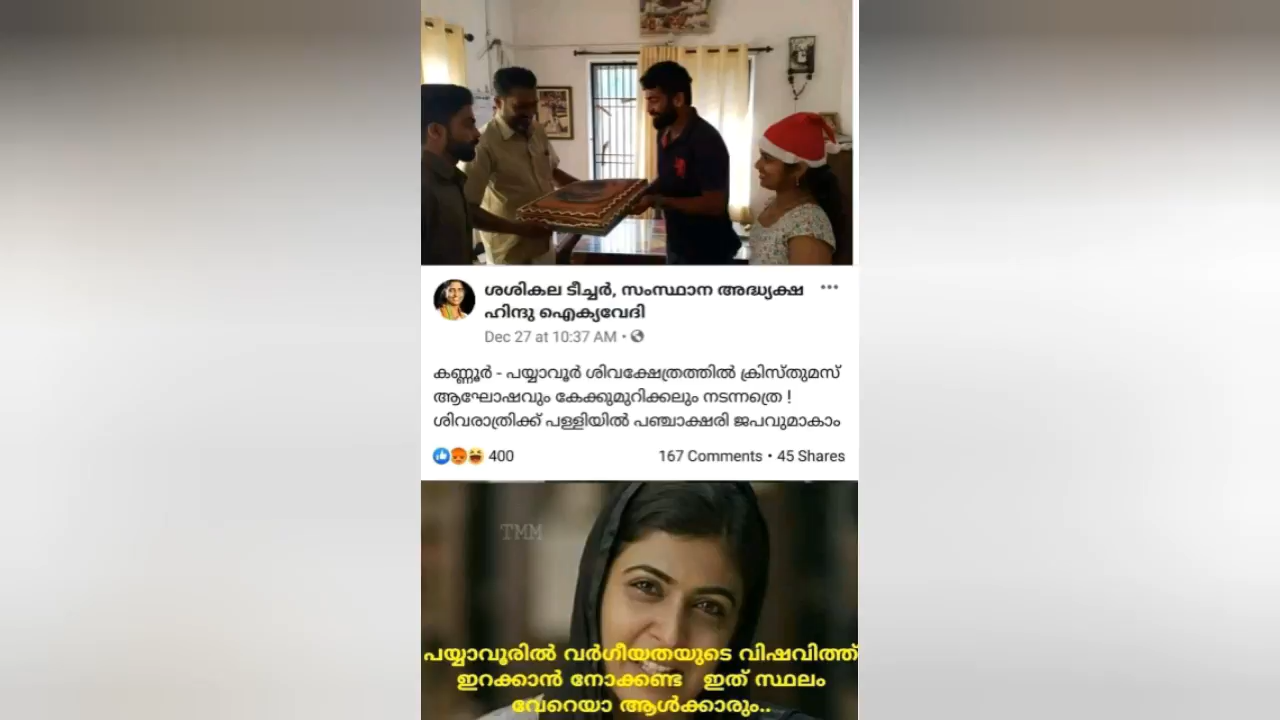 ശശികല ടീച്ചർ, സംസ്ഥാന അദ്ധ്യക്ഷ
ഹിന്ദു ഐക്യവേദി
Dec 27 at 10:37 AM •
കണ്ണൂർ - പയ്യാവൂർ ശിവക്ഷേത്രത്തിൽ ക്രിസ്തുമസ്
ആഘോഷവും കേക്കുമുറിക്കലും നടന്നത്രെ !
ശിവരാത്രിക്ക് പള്ളിയിൽ പഞ്ചാക്ഷരി ജപവുമാകാം
400 167 Comments • 45 Shares
TMM
പയ്യാവൂരിൽ വർഗീയതയുടെ വിഷവിത്ത്
ഇറക്കാൻ നോക്കണ്ട ഇത് സ്ഥലം
വേറെയാ ആൾക്കാരും..